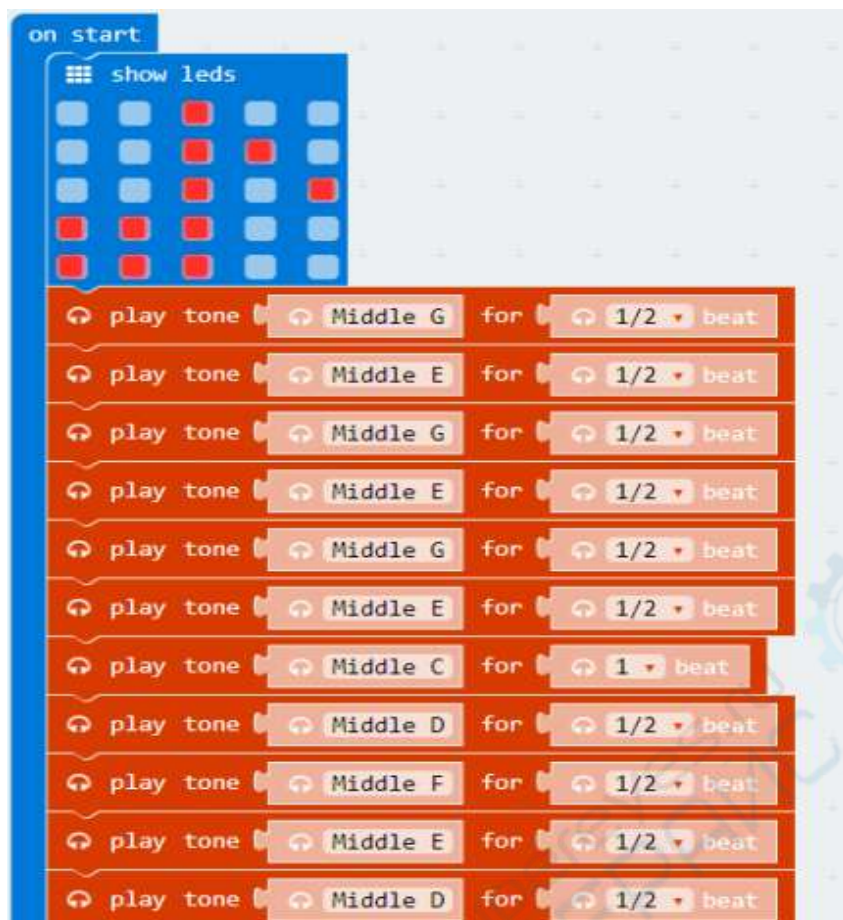 on start
show leds
play tone Middle G for 1/2 beat
play tone Middle E for 1/2 beat
play tone Middle G for 1/2 beat
play tone Middle E for 1/2 beat
play tone Middle G for 1/2 beat
play tone Middle E for 1/2 beat
play tone Middle C for 1 beat
play tone Middle D for 1/2 beat
play tone Middle F for 1/2 beat
play tone Middle E for 1/2 beat
play tone Middle D for 1/2 beat